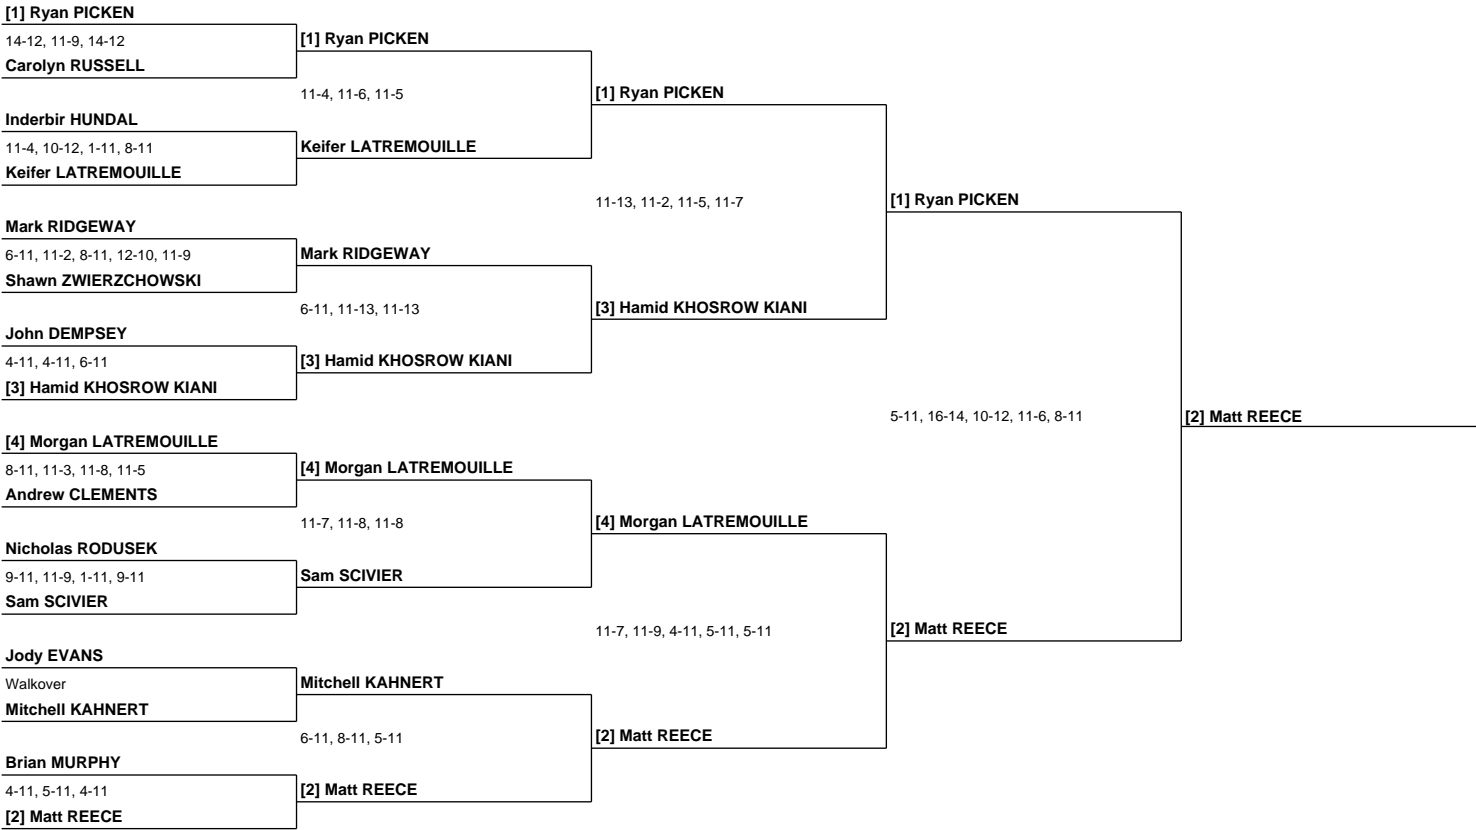 [1] Ryan PICKEN
14-12, 11-9, 14-12
Carolyn RUSSELL
Inderbir HUNDAL
11-4, 10-12, 1-11, 8-11
Keifer LATREMOUILLE
Mark RIDGEWAY
6-11, 11-2, 8-11, 12-10, 11-9
Shawn ZWIERZCHOWSKI
John DEMPSEY
4-11, 4-11, 6-11
[3] Hamid KHOSROW KIANI
[4] Morgan LATREMOUILLE
8-11, 11-3, 11-8, 11-5
Andrew CLEMENTS
Nicholas RODUSEK
9-11, 11-9, 1-11, 9-11
Sam SCIVIER
Jody EVANS
Walkover
Mitchell KAHNERT
Brian MURPHY
4-11, 5-11, 4-11
[2] Matt REECE
[1] Ryan PICKEN
11-4, 11-6, 11-5
Keifer LATREMOUILLE
Mark RIDGEWAY
6-11, 11-13, 11-13
[3] Hamid KHOSROW KIANI
[4] Morgan LATREMOUILLE
11-7, 11-8, 11-8
Sam SCIVIER
Mitchell KAHNERT
6-11, 8-11, 5-11
[2] Matt REECE
[1] Ryan PICKEN
11-13, 11-2, 11-5, 11-7
[3] Hamid KHOSROW KIANI
[4] Morgan LATREMOUILLE
11-7, 11-9, 4-11, 5-11, 5-11
[2] Matt REECE
[1] Ryan PICKEN
5-11, 16-14, 10-12, 11-6, 8-11
[2] Matt REECE
[2] Matt REECE